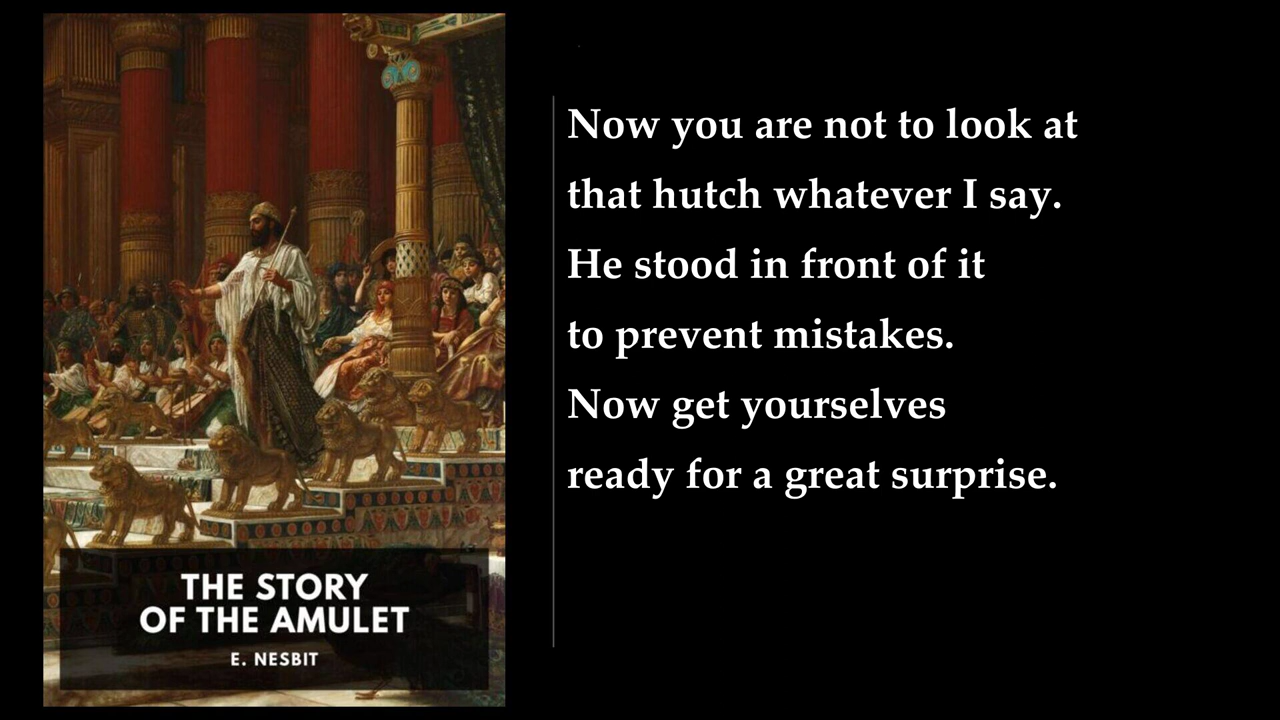 THE STORY
OF THE AMULET
E. NESBIT
Now you are not to look at
that hutch whatever I say.
He stood in front of it
to prevent mistakes.
Now get yourselves
ready for a great surprise.